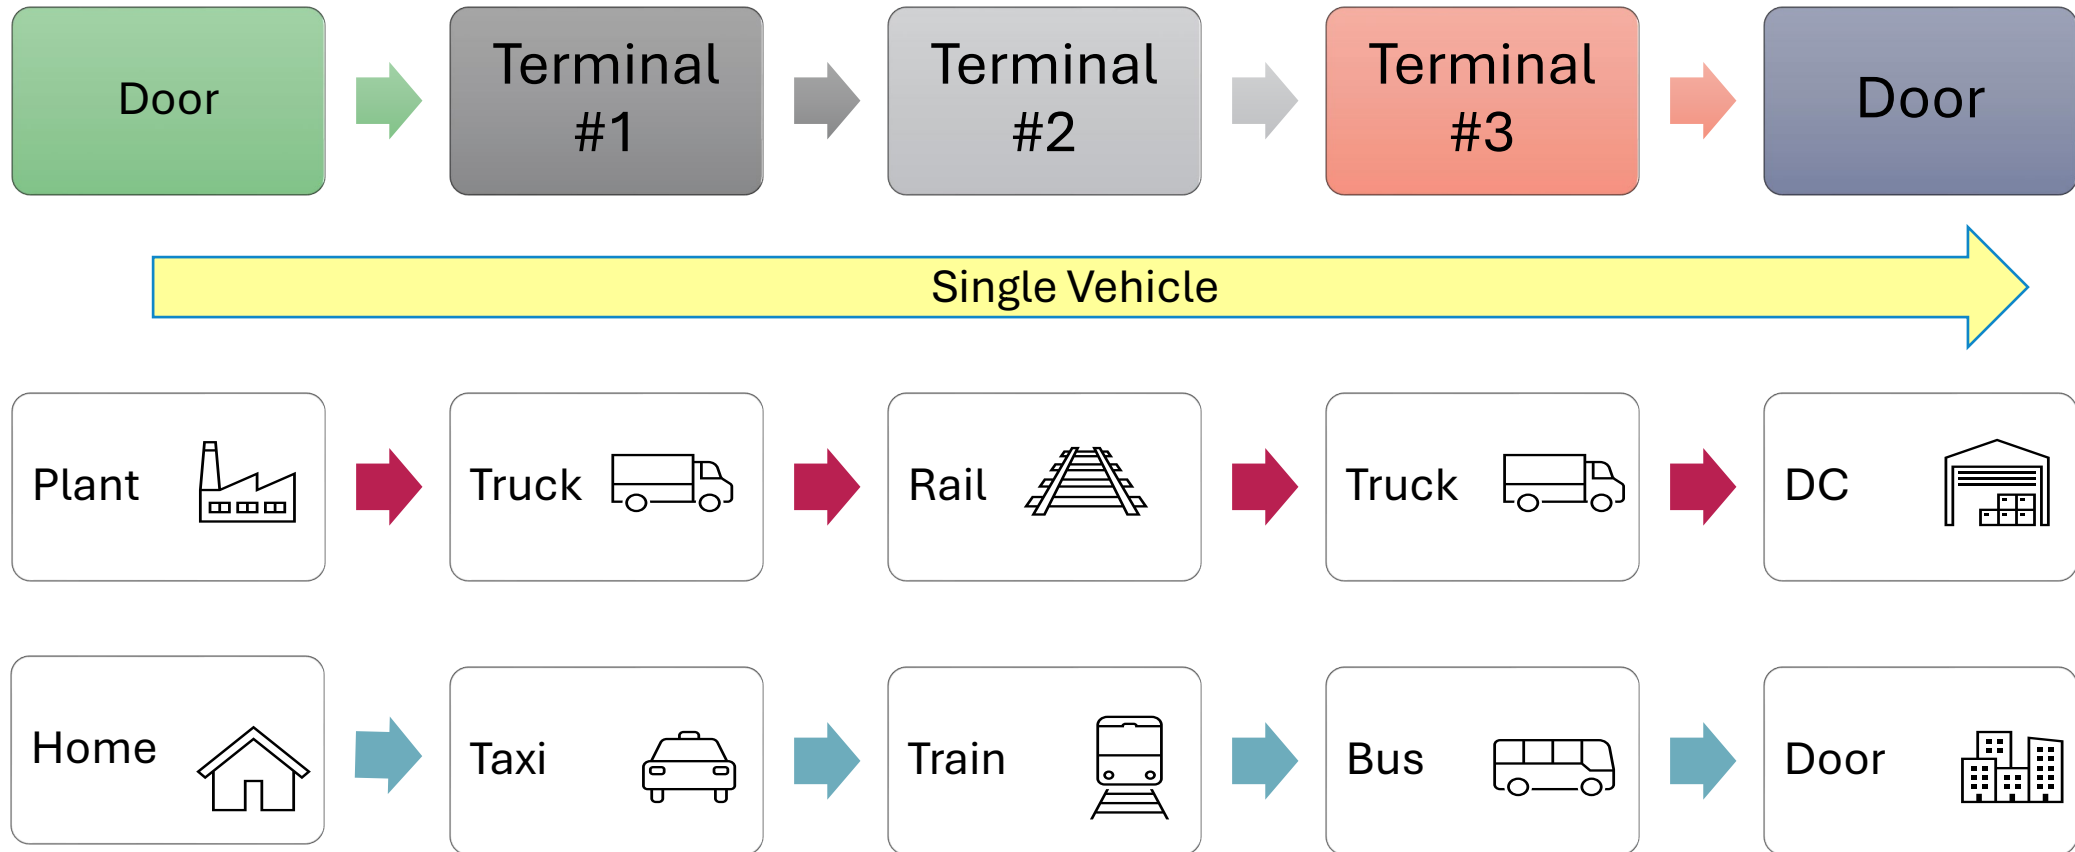 Door
Terminal
#1
Terminal
#2
Terminal
#3
Door
Single Vehicle
Plant
Truck
Rail
Truck
DC
Home
Taxi
Train
Bus
Door